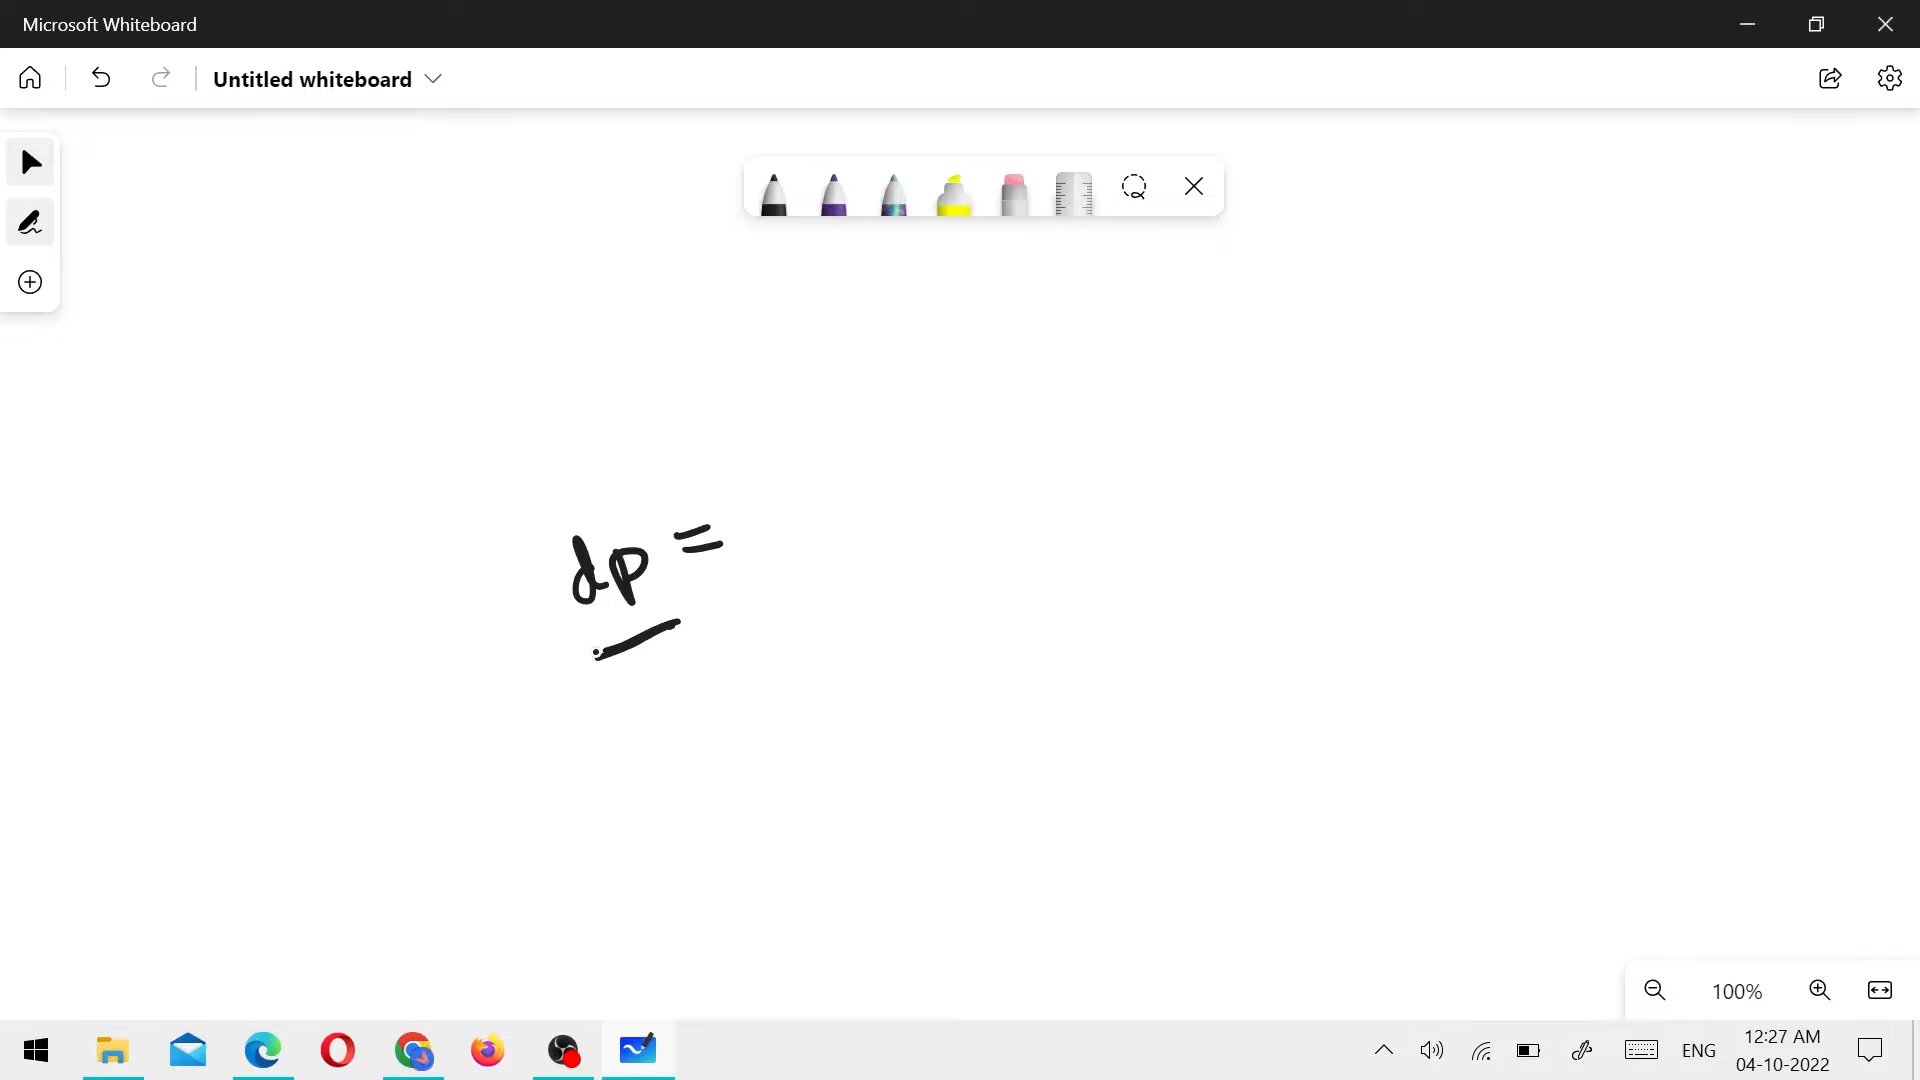 Microsoft Whiteboard
Untitled whiteboard
dp =
100%
ENG
12:27 AM
04-10-2022